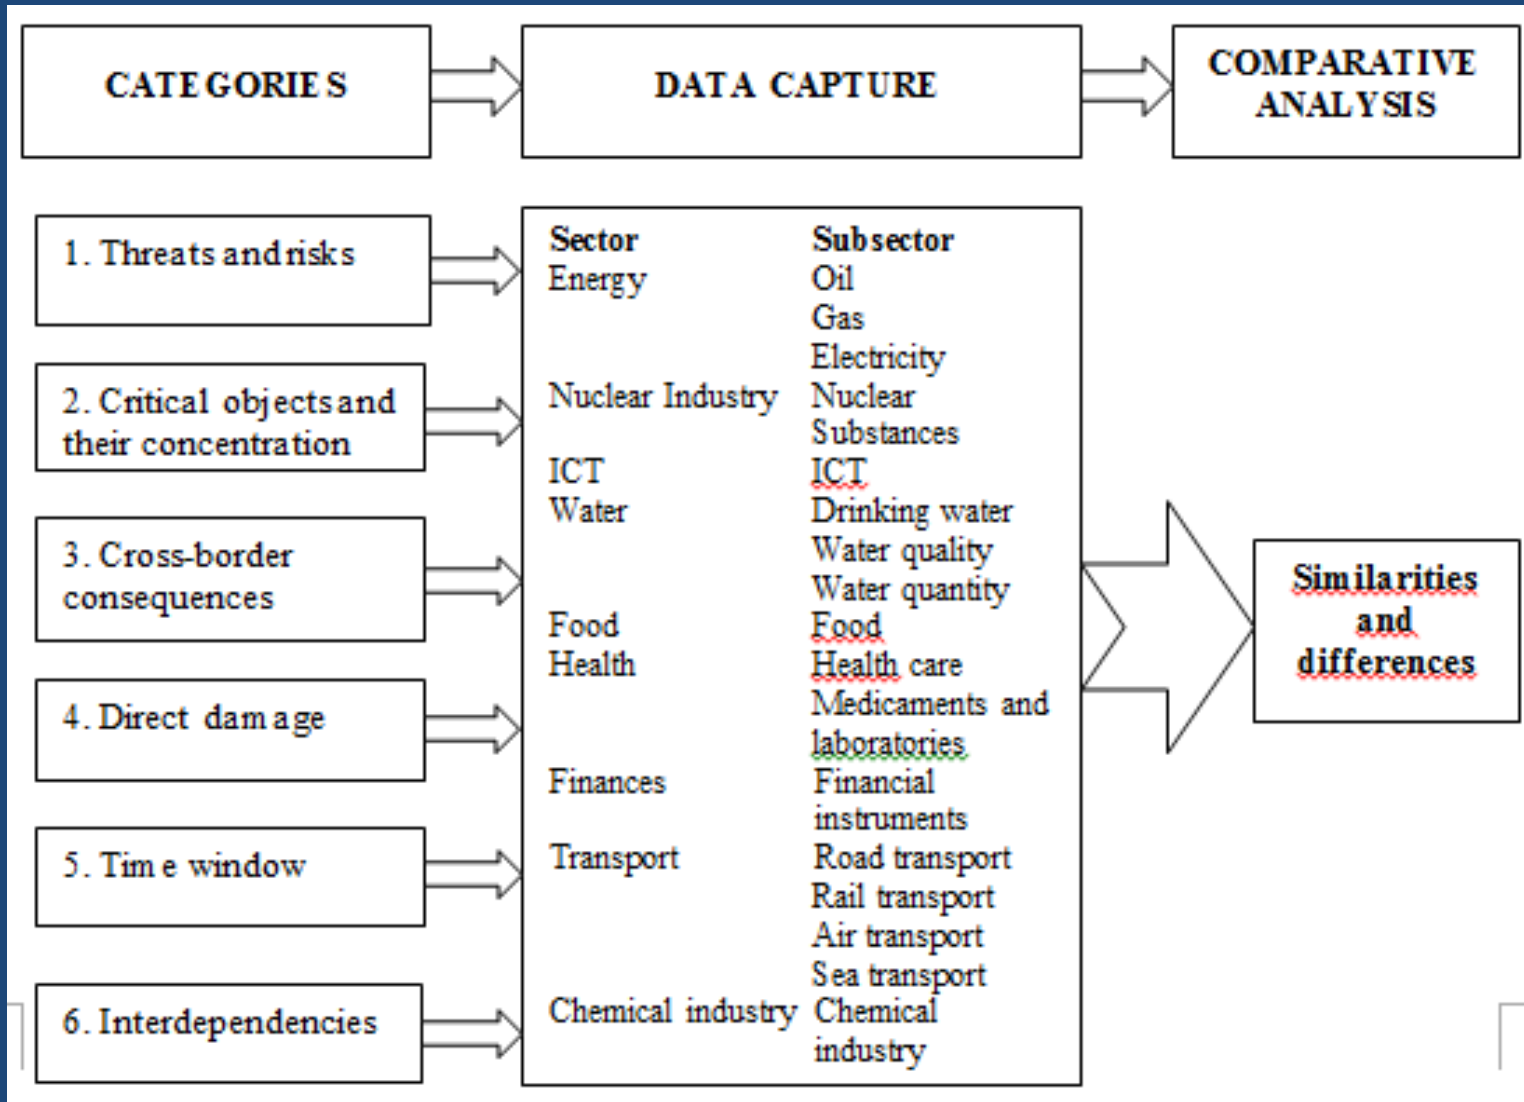 CATEGORIES
DATA CAPTURE
COMPARATIVE
ANALYSIS
1. Threats and risks
2. Critical objects and
their concentration
3. Cross-border
consequences
4. Direct damage
5. Time window
6. Interdependencies
Sector Subsector
Energy Oil
Gas
Electricity
Nuclear Industry Nuclear
Substances
ICT ICT
Water Drinking water
Water quality
Water quantity
Food Food
Health Health care
Medicaments and
laboratories
Finances Financial
instruments
Transport Road transport
Rail transport
Air transport
Sea transport
Chemical industry Chemical
industry
Similarities
and
differences